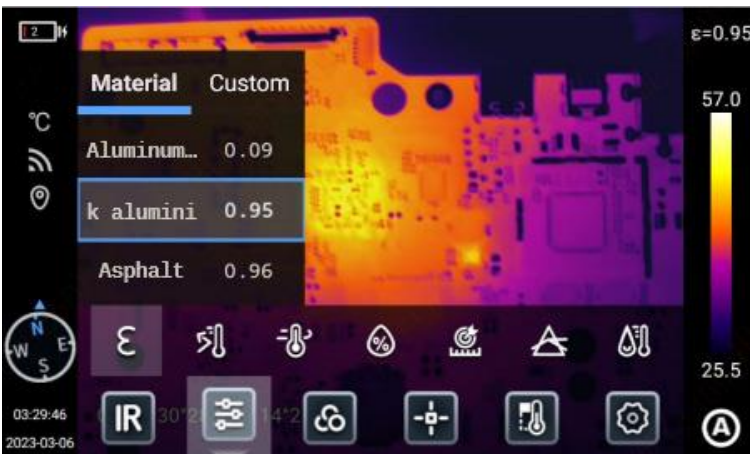 2
ε=0.95
Material Custom
57.0
°C
Aluminum… 0.09
k alumini 0.95
Asphalt 0.96
N
W E
S
ε
%
25.5
03:29:46
2023-03-06
IR
A